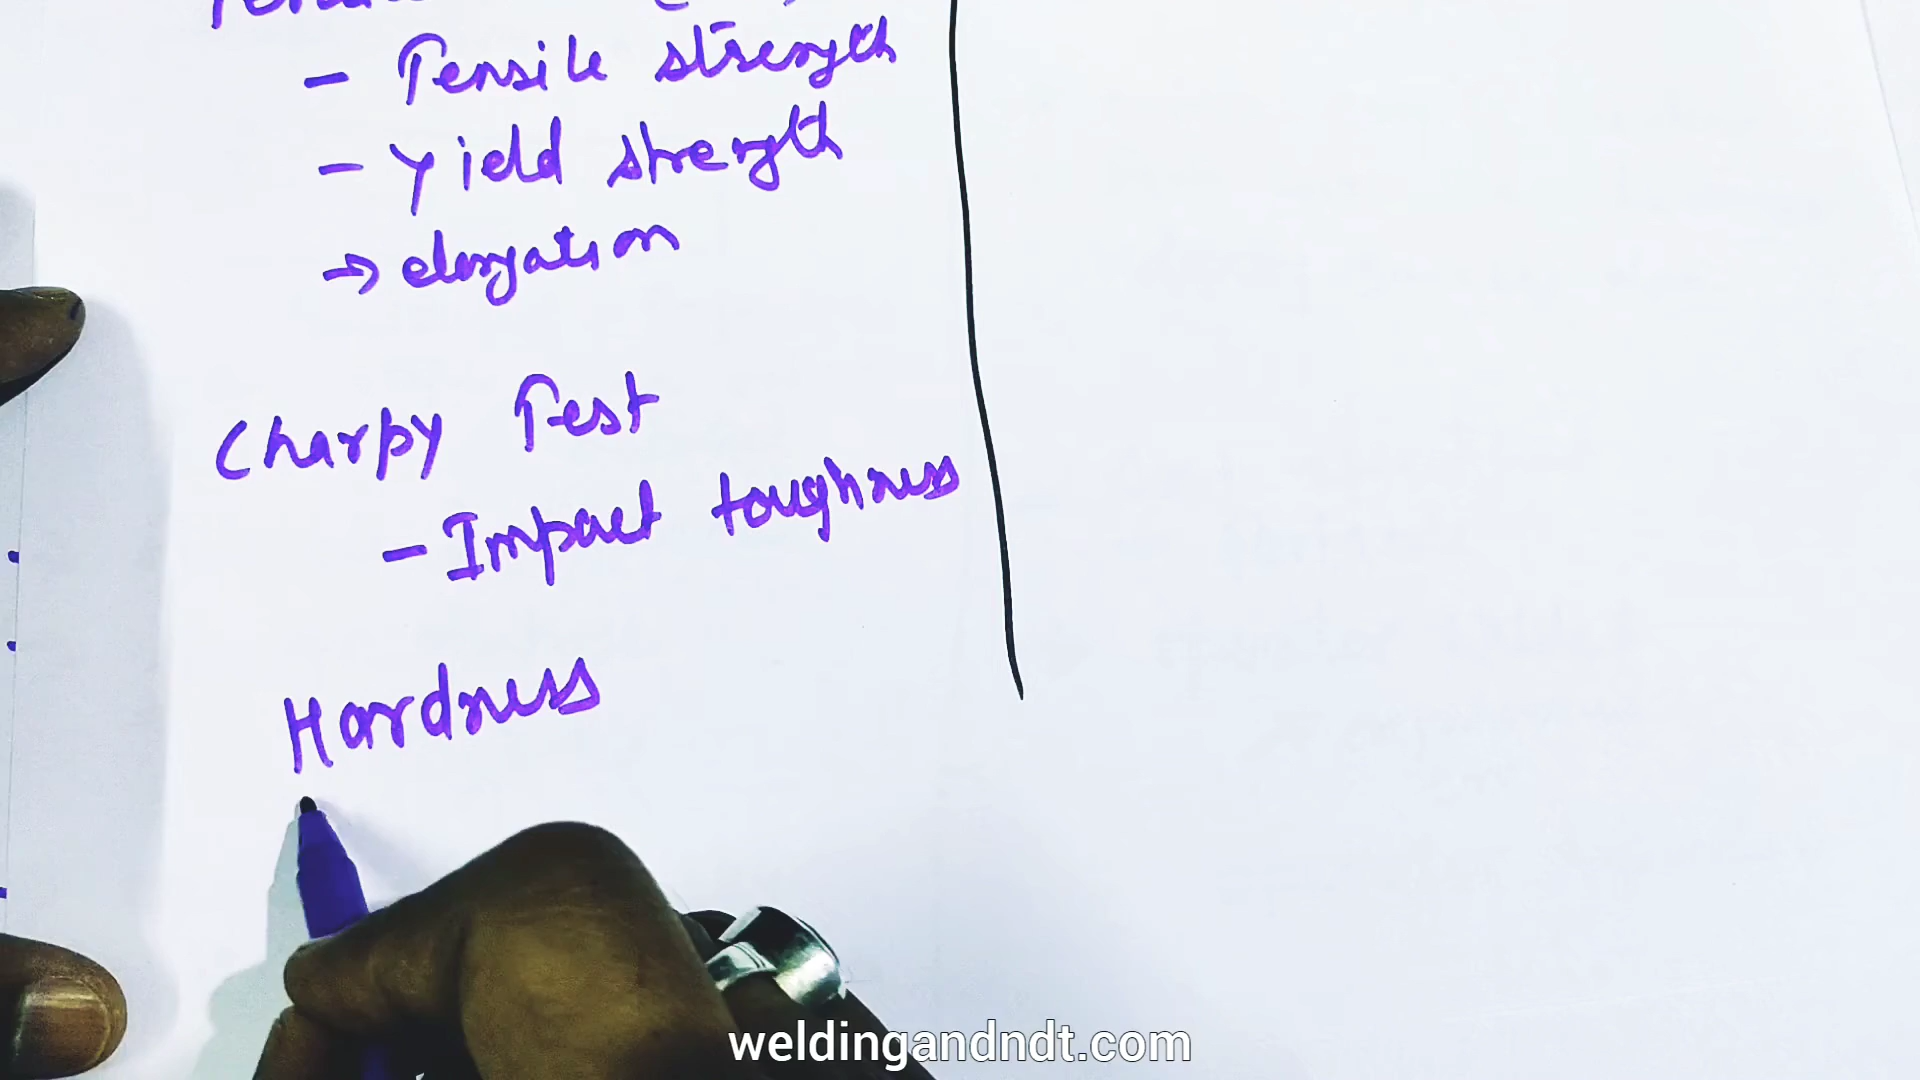 - Tensile strength
- Yield strength
→ elongation
Charpy Test
- Impact toughness
Hardness
weldingandndt.com